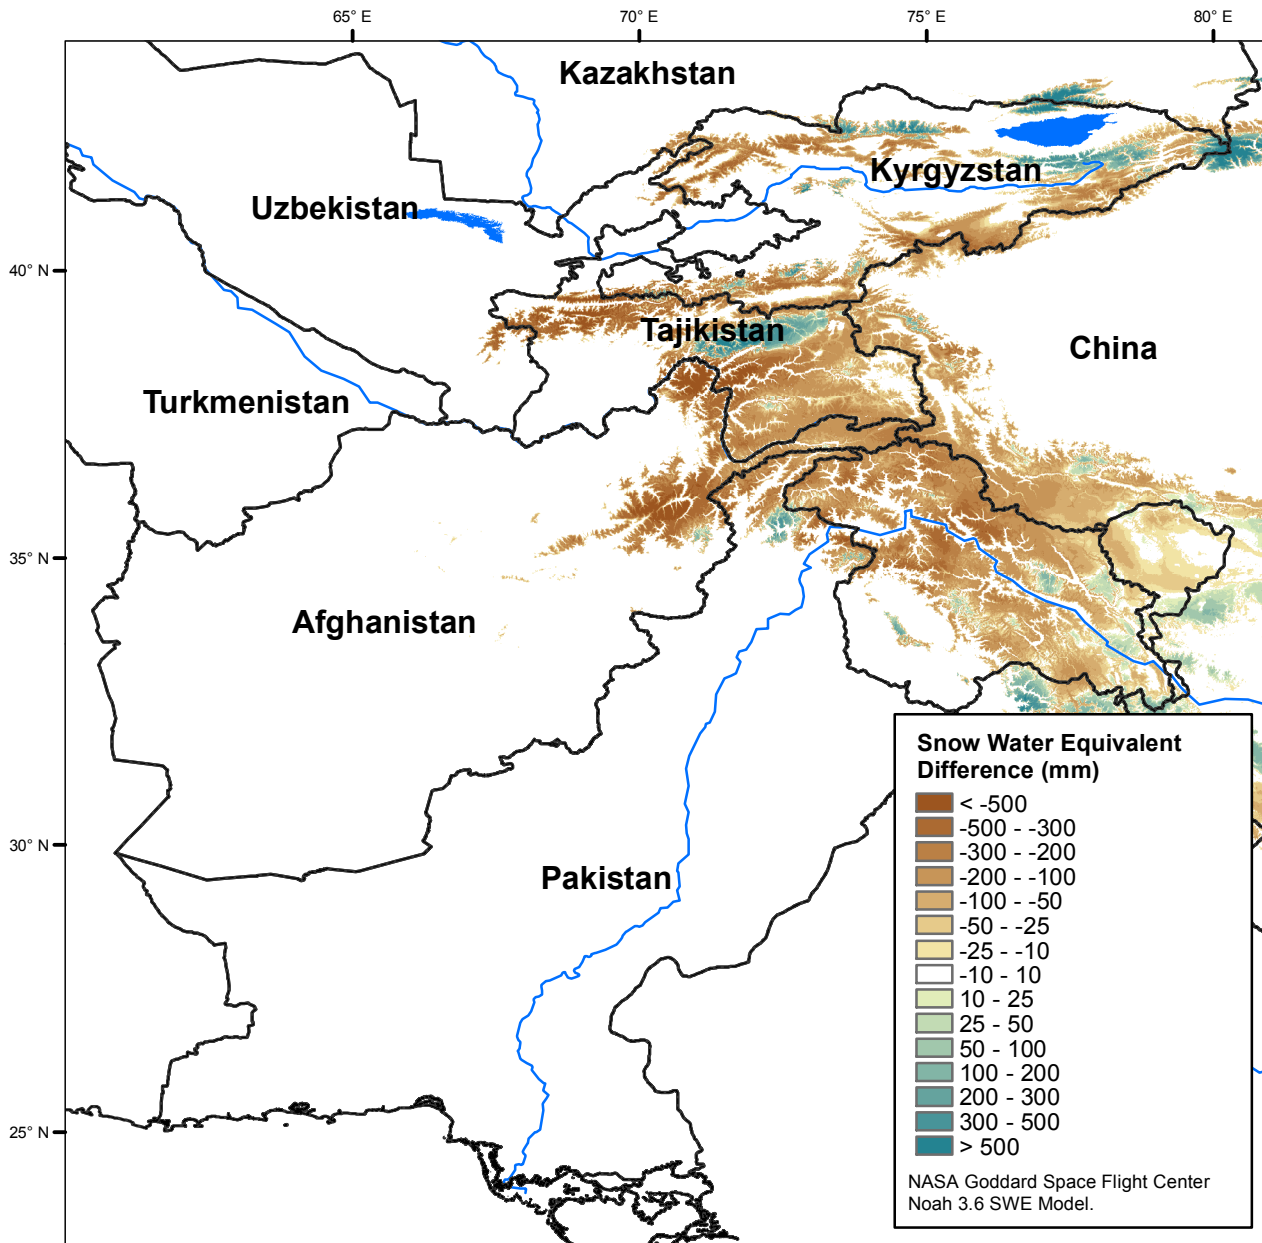 65° E
70° E
75° E
80° E
Kazakhstan
Kyrgyzstan
Uzbekistan
40° N
Tajikistan
China
Turkmenistan
35° N
Afghanistan
Snow Water Equivalent
Difference (mm)
< -500
-500 - -300
-300 - -200
-200 - -100
-100 - -50
-50 - -25
-25 - -10
-10 - 10
10 - 25
25 - 50
50 - 100
100 - 200
200 - 300
300 - 500
> 500
NASA Goddard Space Flight Center
Noah 3.6 SWE Model.
30° N
Pakistan
25° N